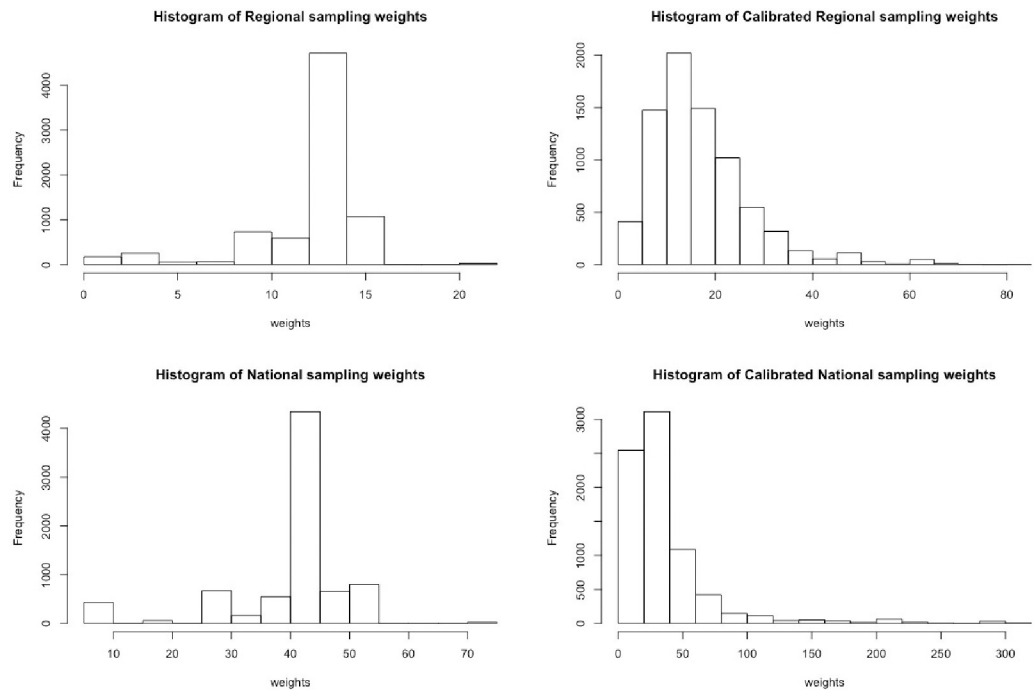 Histogram of Regional sampling weights
Frequency
0 1000 2000 3000 4000
0 5 10 15 20
weights
Histogram of Calibrated Regional sampling weights
Frequency
0 500 1000 1500 2000
0 20 40 60 80
weights
Histogram of National sampling weights
Frequency
0 1000 2000 3000 4000
10 20 30 40 50 60 70
weights
Histogram of Calibrated National sampling weights
Frequency
0 500 1000 2000 3000
0 50 100 150 200 250 300
weights